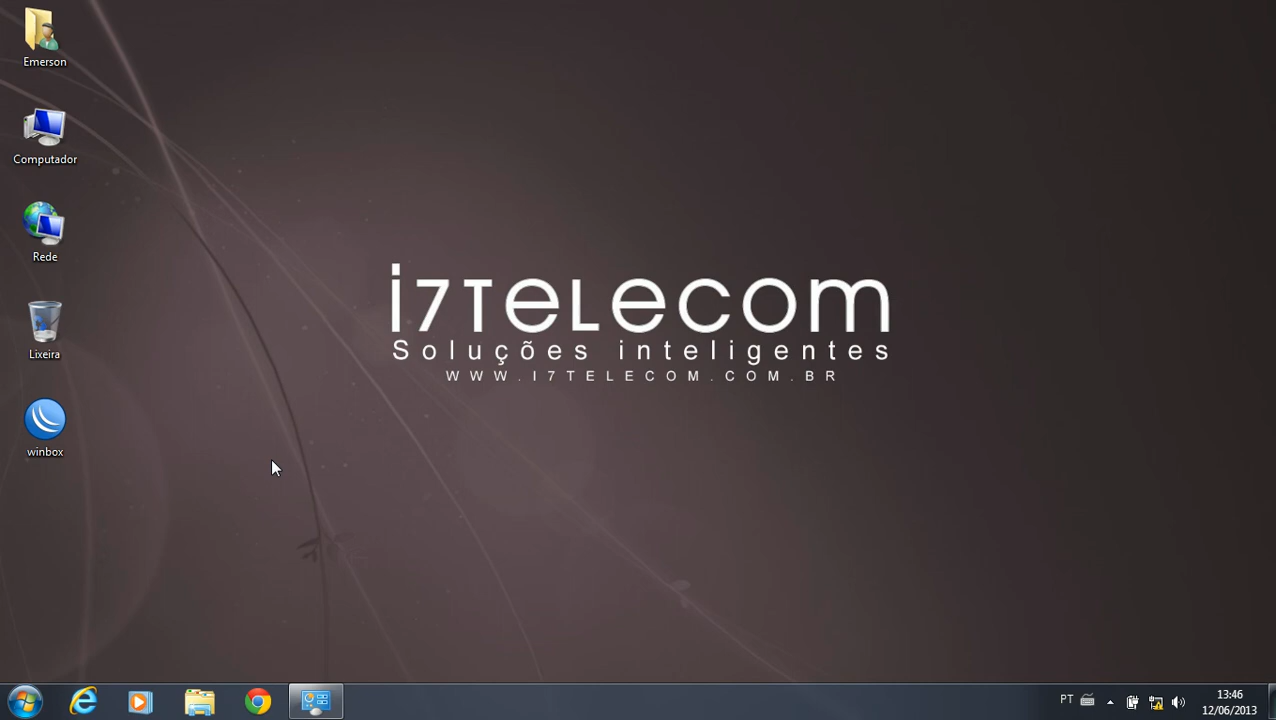 Emerson
Computador
Rede
Lixeira
winbox
i7Telecom
Soluções inteligentes
WWW.I7TELECOM.COM.BR
PT
13:46
12/06/2013